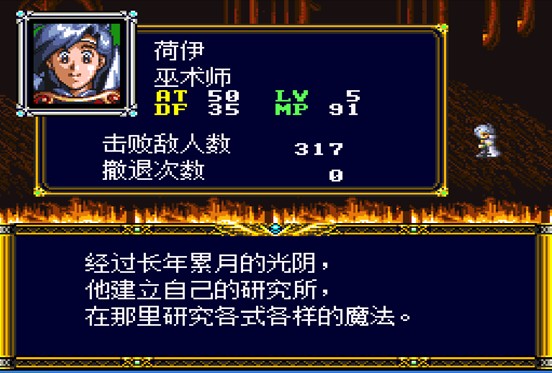 荷伊
巫术师
AT 50 LV 5
DF 35 MP 91
击败敌人数 317
撤退次数 0
经过长年累月的光阴，
他建立自己的研究所，
在那里研究各式各样的魔法。